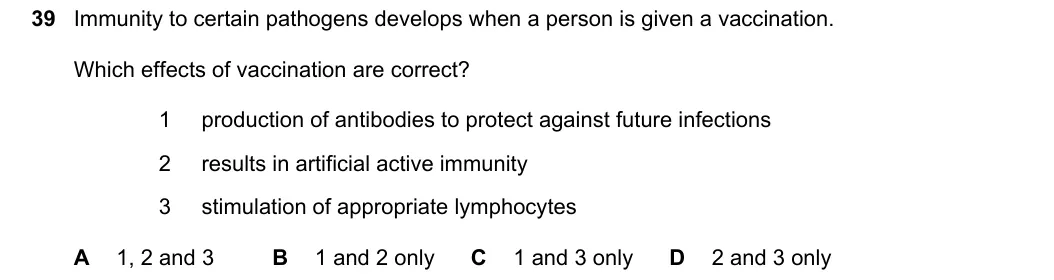 39 Immunity to certain pathogens develops when a person is given a vaccination.
Which effects of vaccination are correct?
1 production of antibodies to protect against future infections
2 results in artificial active immunity
3 stimulation of appropriate lymphocytes
A 1, 2 and 3 B 1 and 2 only C 1 and 3 only D 2 and 3 only